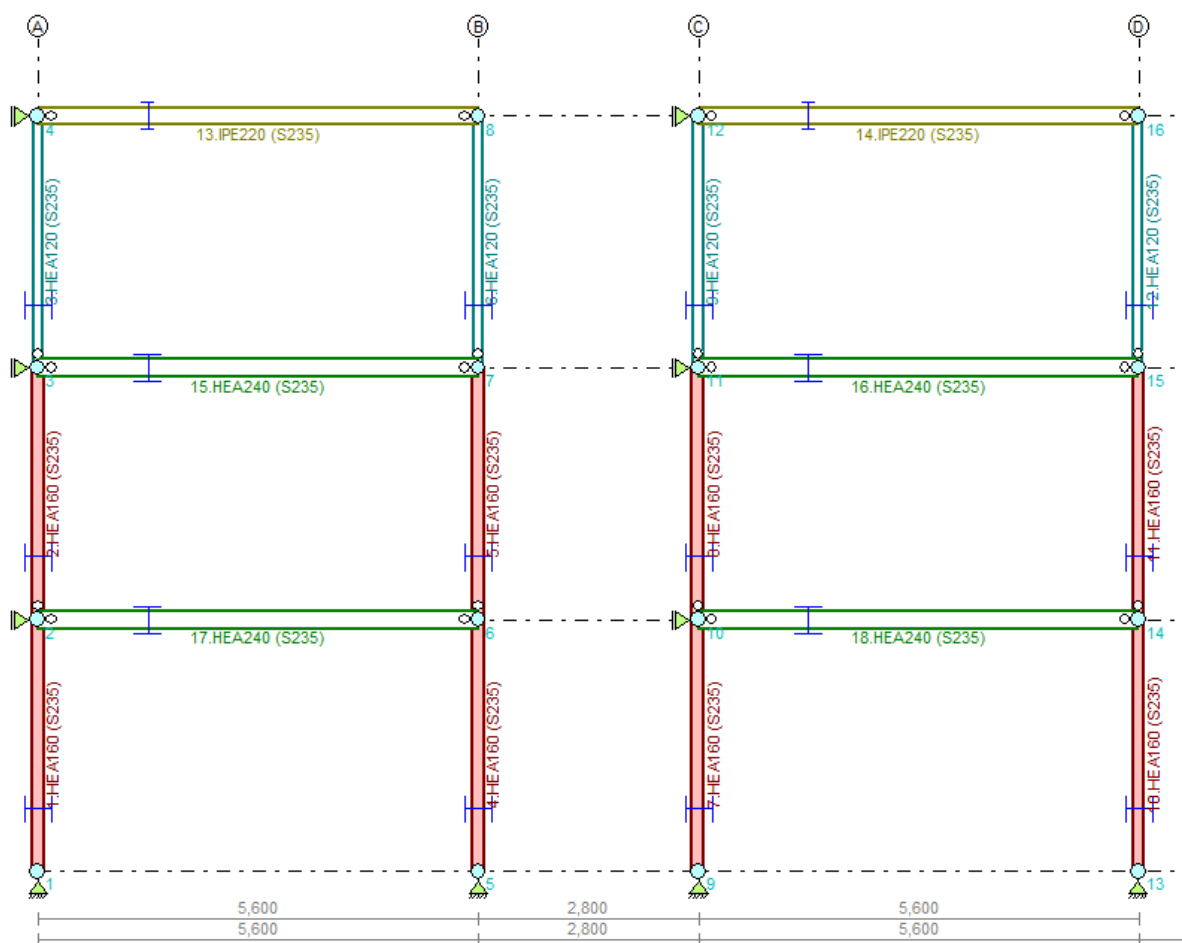 A B C D
4 8 12 16
13.IPE220 (S235) 14.IPE220 (S235)
3.HEA120 (S235) 6.HEA120 (S235) 9.HEA120 (S235) 12.HEA120 (S235)
3 7 11 15
15.HEA240 (S235) 16.HEA240 (S235)
2.HEA160 (S235) 5.HEA160 (S235) 8.HEA160 (S235) 11.HEA160 (S235)
2 6 10 14
17.HEA240 (S235) 18.HEA240 (S235)
1.HEA160 (S235) 4.HEA160 (S235) 7.HEA160 (S235) 10.HEA160 (S235)
1 5 9 13
5,600 2,800 5,600
5,600 2,800 5,600